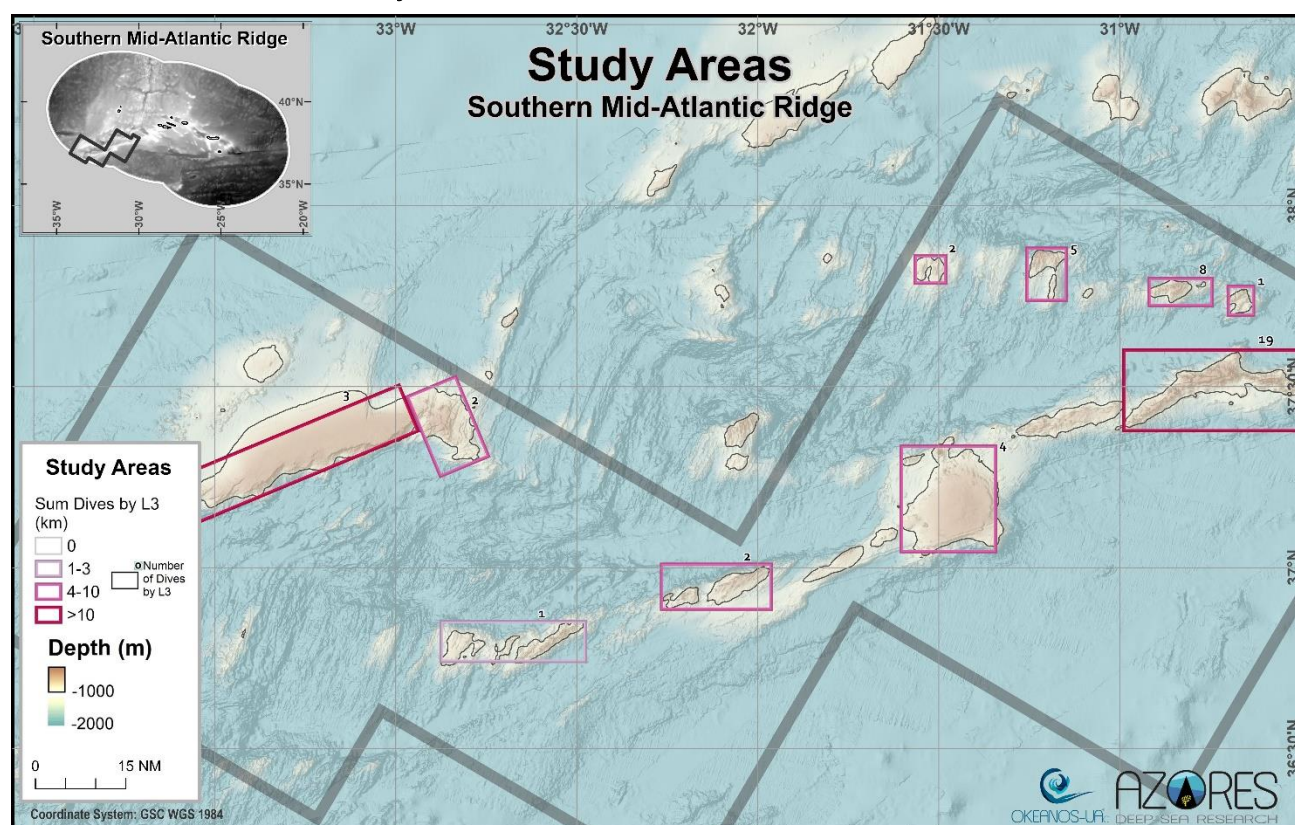 Southern Mid-Atlantic Ridge
40°N
35°N
35°W
30°W
25°W
20°W
33°W
32°30'W
32°W
31°30'W
31°W
Study Areas
Southern Mid-Atlantic Ridge
38°N
37°30'N
37°N
36°30'N
2
5
8
1
19
3
2
4
2
1
Study Areas
Sum Dives by L3
(km)
0
1-3
4-10
>10
0 Number
of Dives
by L3
Depth (m)
-1000
-2000
0 15 NM
Coordinate System: GSC WGS 1984
OKEANOS-UAc
AZORES
DEEP-SEA RESEARCH